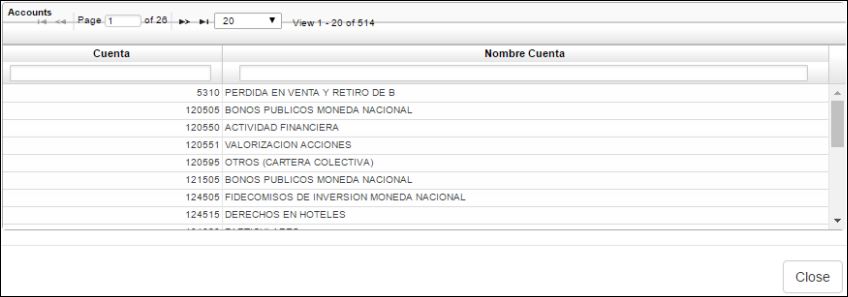 Accounts
Page 1 of 26 20 View 1 - 20 of 514
Cuenta Nombre Cuenta
5310 PERDIDA EN VENTA Y RETIRO DE B
120505 BONOS PUBLICOS MONEDA NACIONAL
120550 ACTIVIDAD FINANCIERA
120551 VALORIZACION ACCIONES
120595 OTROS (CARTERA COLECTIVA)
121505 BONOS PUBLICOS MONEDA NACIONAL
124505 FIDECOMISOS DE INVERSION MONEDA NACIONAL
124515 DERECHOS EN HOTELES
Close